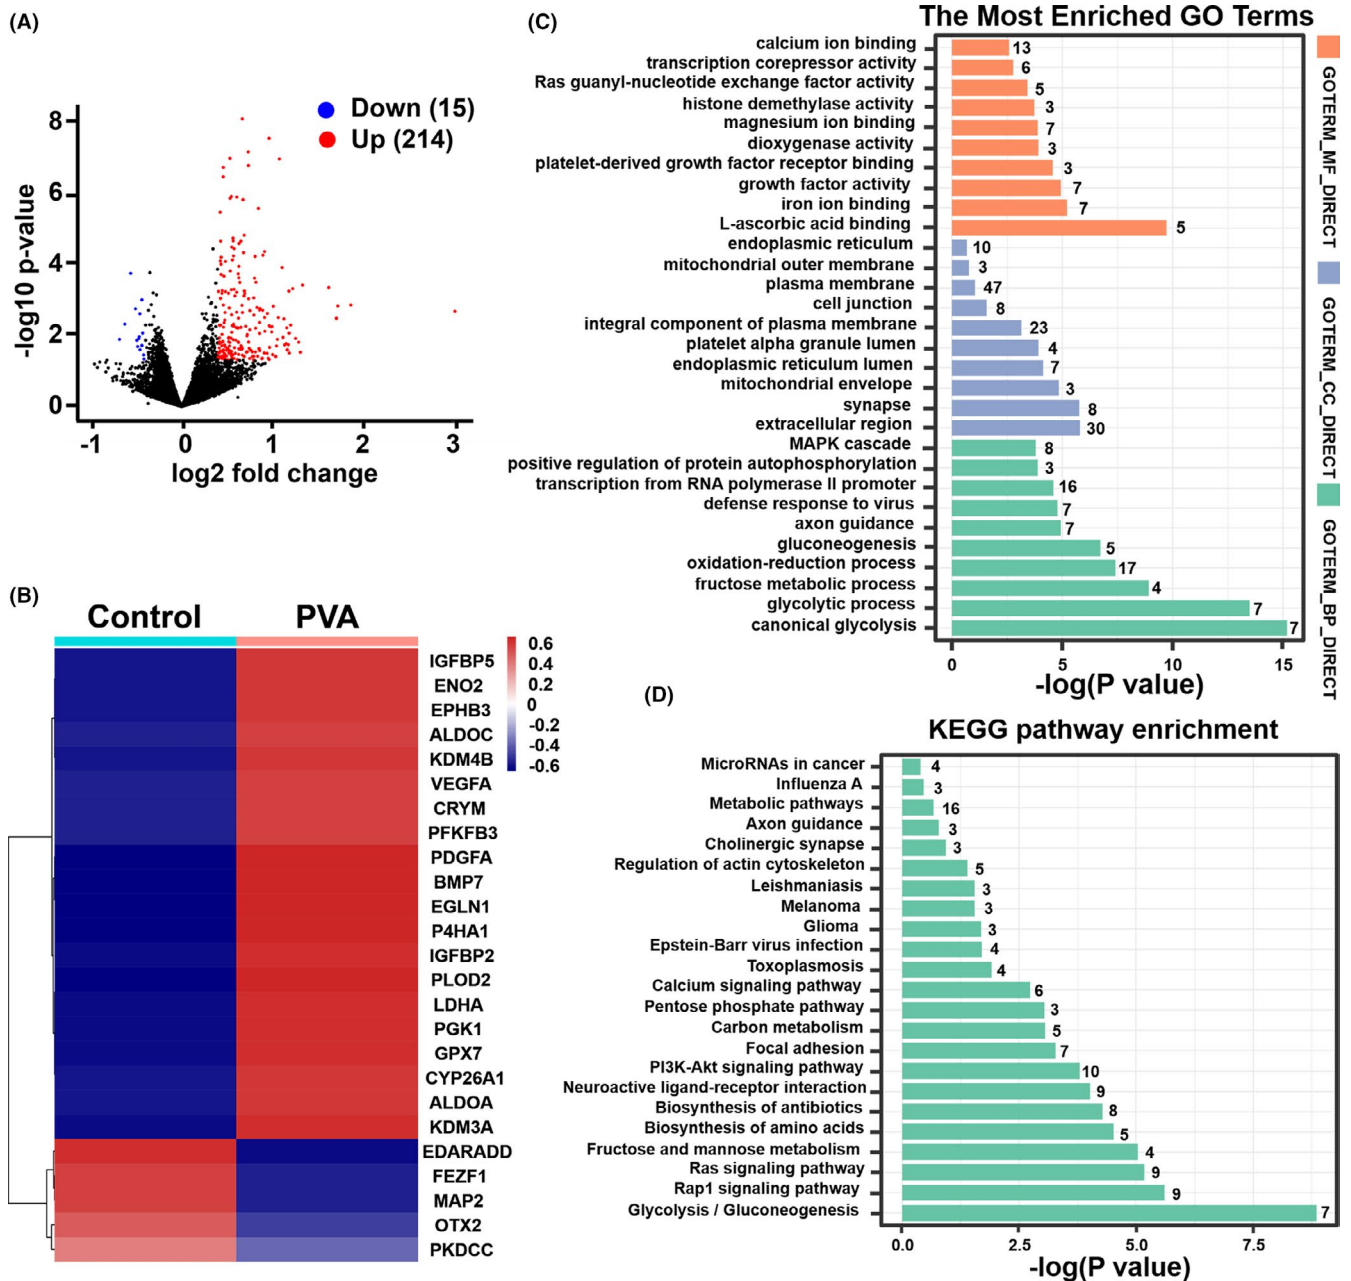 (A)
Down (15)
Up (214)
-log10 p-value
8
6
4
2
0
-1
0
1
2
3
log2 fold change
(B)
Control
PVA
IGFBP5
ENO2
EPHB3
ALDOC
KDM4B
VEGFA
CRYM
PFKFB3
PDGFA
BMP7
EGLN1
P4HA1
IGFBP2
PLOD2
LDHA
PGK1
GPX7
CYP26A1
ALDOA
KDM3A
EDARADD
FEZF1
MAP2
OTX2
PKDCC
0.6
0.4
0.2
0
-0.2
-0.4
-0.6
(C)
The Most Enriched GO Terms
calcium ion binding 13
transcription corepressor activity 6
Ras guanyl-nucleotide exchange factor activity 5
histone demethylase activity 3
magnesium ion binding 7
dioxygenase activity 3
platelet-derived growth factor receptor binding 3
growth factor activity 7
iron ion binding 7
L-ascorbic acid binding 5
endoplasmic reticulum 10
mitochondrial outer membrane 3
plasma membrane 47
cell junction 8
integral component of plasma membrane 23
platelet alpha granule lumen 4
endoplasmic reticulum lumen 7
mitochondrial envelope 3
synapse 8
extracellular region 30
MAPK cascade 8
positive regulation of protein autophosphorylation 3
transcription from RNA polymerase II promoter 16
defense response to virus 7
axon guidance 7
gluconeogenesis 5
oxidation-reduction process 17
fructose metabolic process 4
glycolytic process 7
canonical glycolysis 7
0
5
10
15
-log(P value)
GOTERM_MF_DIRECT
GOTERM_CC_DIRECT
GOTERM_BP_DIRECT
(D)
KEGG pathway enrichment
MicroRNAs in cancer 4
Influenza A 3
Metabolic pathways 16
Axon guidance 3
Cholinergic synapse 3
Regulation of actin cytoskeleton 5
Leishmaniasis 3
Melanoma 3
Glioma 3
Epstein-Barr virus infection 4
Toxoplasmosis 4
Calcium signaling pathway 6
Pentose phosphate pathway 3
Carbon metabolism 5
Focal adhesion 7
PI3K-Akt signaling pathway 10
Neuroactive ligand-receptor interaction 9
Biosynthesis of antibiotics 8
Biosynthesis of amino acids 5
Fructose and mannose metabolism 4
Ras signaling pathway 9
Rap1 signaling pathway 9
Glycolysis / Gluconeogenesis 7
0.0
2.5
5.0
7.5
-log(P value)